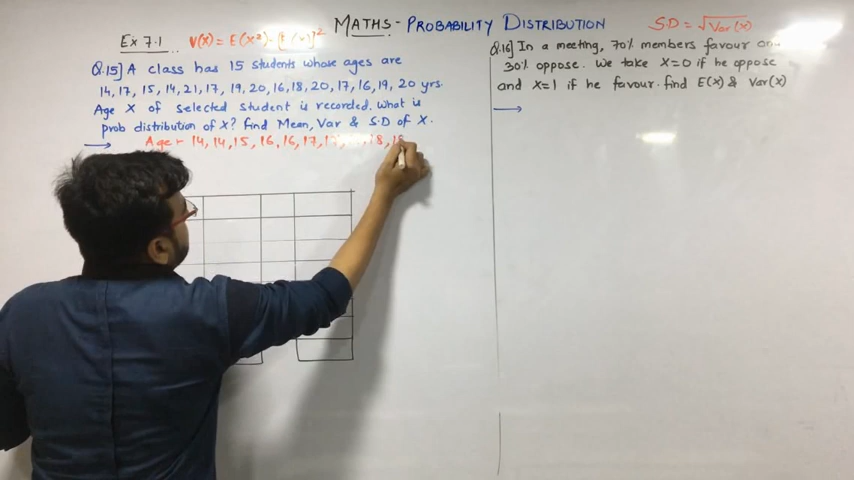 MATHS - PROBABILITY DISTRIBUTION
S.D = √Var(x)
Ex 7.1
V(x) = E(x²) - [E(x)]²
Q.15] A class has 15 students whose ages are
14, 17, 15, 14, 21, 17, 19, 20, 16, 18, 20, 17, 16, 19, 20 yrs.
Age X of selected student is recorded. What is
prob distribution of X? Find Mean, Var & S.D of X.
Age → 14, 14, 15, 16, 16, 17, 17, 18,
Q.16] In a meeting, 70% members favour
30% oppose. We take X=0 if he oppose
and X=1 if he favour. find E(x) & Var(x)